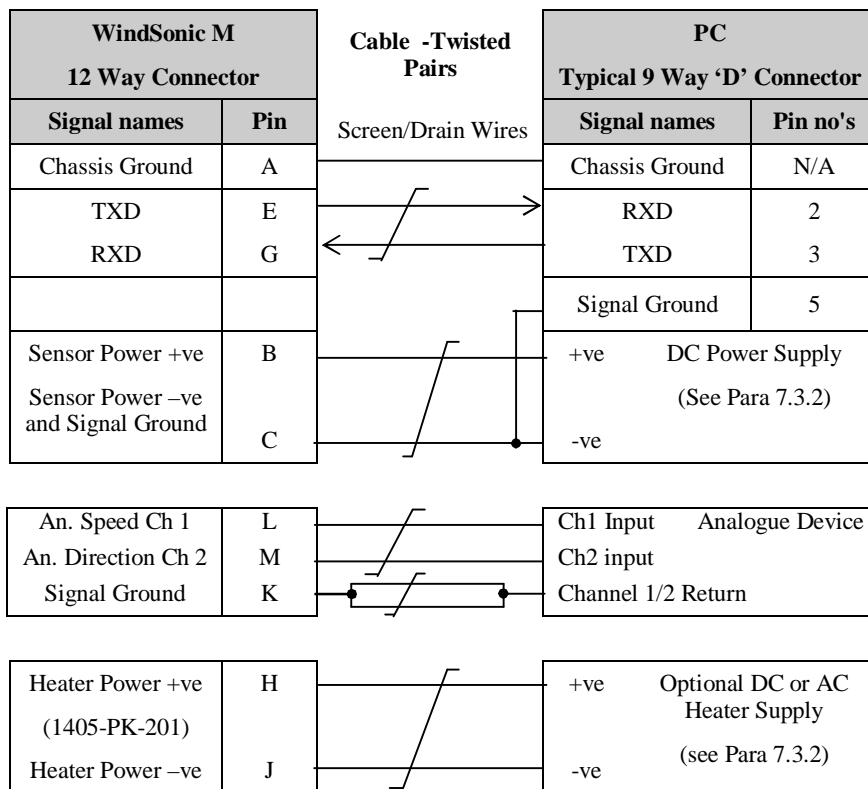 WindSonic M
12 Way Connector
Cable -Twisted
Pairs
PC
Typical 9 Way ‘D’ Connector
Signal names Pin
Screen/Drain Wires
Signal names Pin no's
Chassis Ground A Chassis Ground N/A
TXD E RXD 2
RXD G TXD 3
Signal Ground 5
Sensor Power +ve B +ve DC Power Supply
Sensor Power –ve
and Signal Ground
(See Para 7.3.2)
C -ve
An. Speed Ch 1 L Ch1 Input Analogue Device
An. Direction Ch 2 M Ch2 input
Signal Ground K Channel 1/2 Return
Heater Power +ve H +ve Optional DC or AC
Heater Supply
(1405-PK-201)
(see Para 7.3.2)
Heater Power –ve J -ve